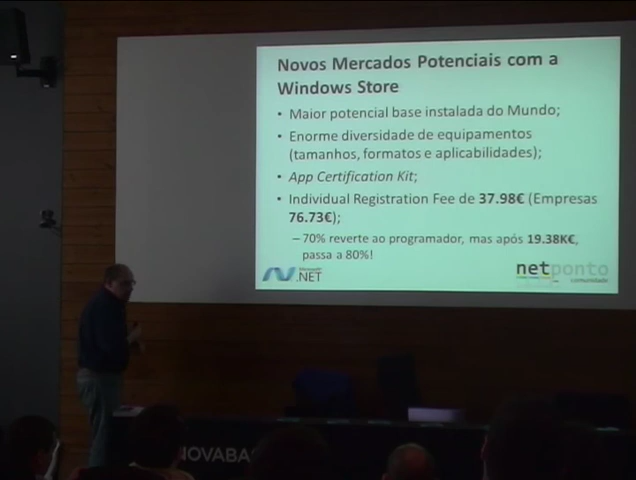 Novos Mercados Potenciais com a
Windows Store
• Maior potencial base instalada do Mundo;
• Enorme diversidade de equipamentos
(tamanhos, formatos e aplicabilidades);
• App Certification Kit;
• Individual Registration Fee de 37.98€ (Empresas
76.73€);
– 70% reverte ao programador, mas após 19.38K€,
passa a 80%!
Microsoft
.NET
netponto
comunidade
NOVABA